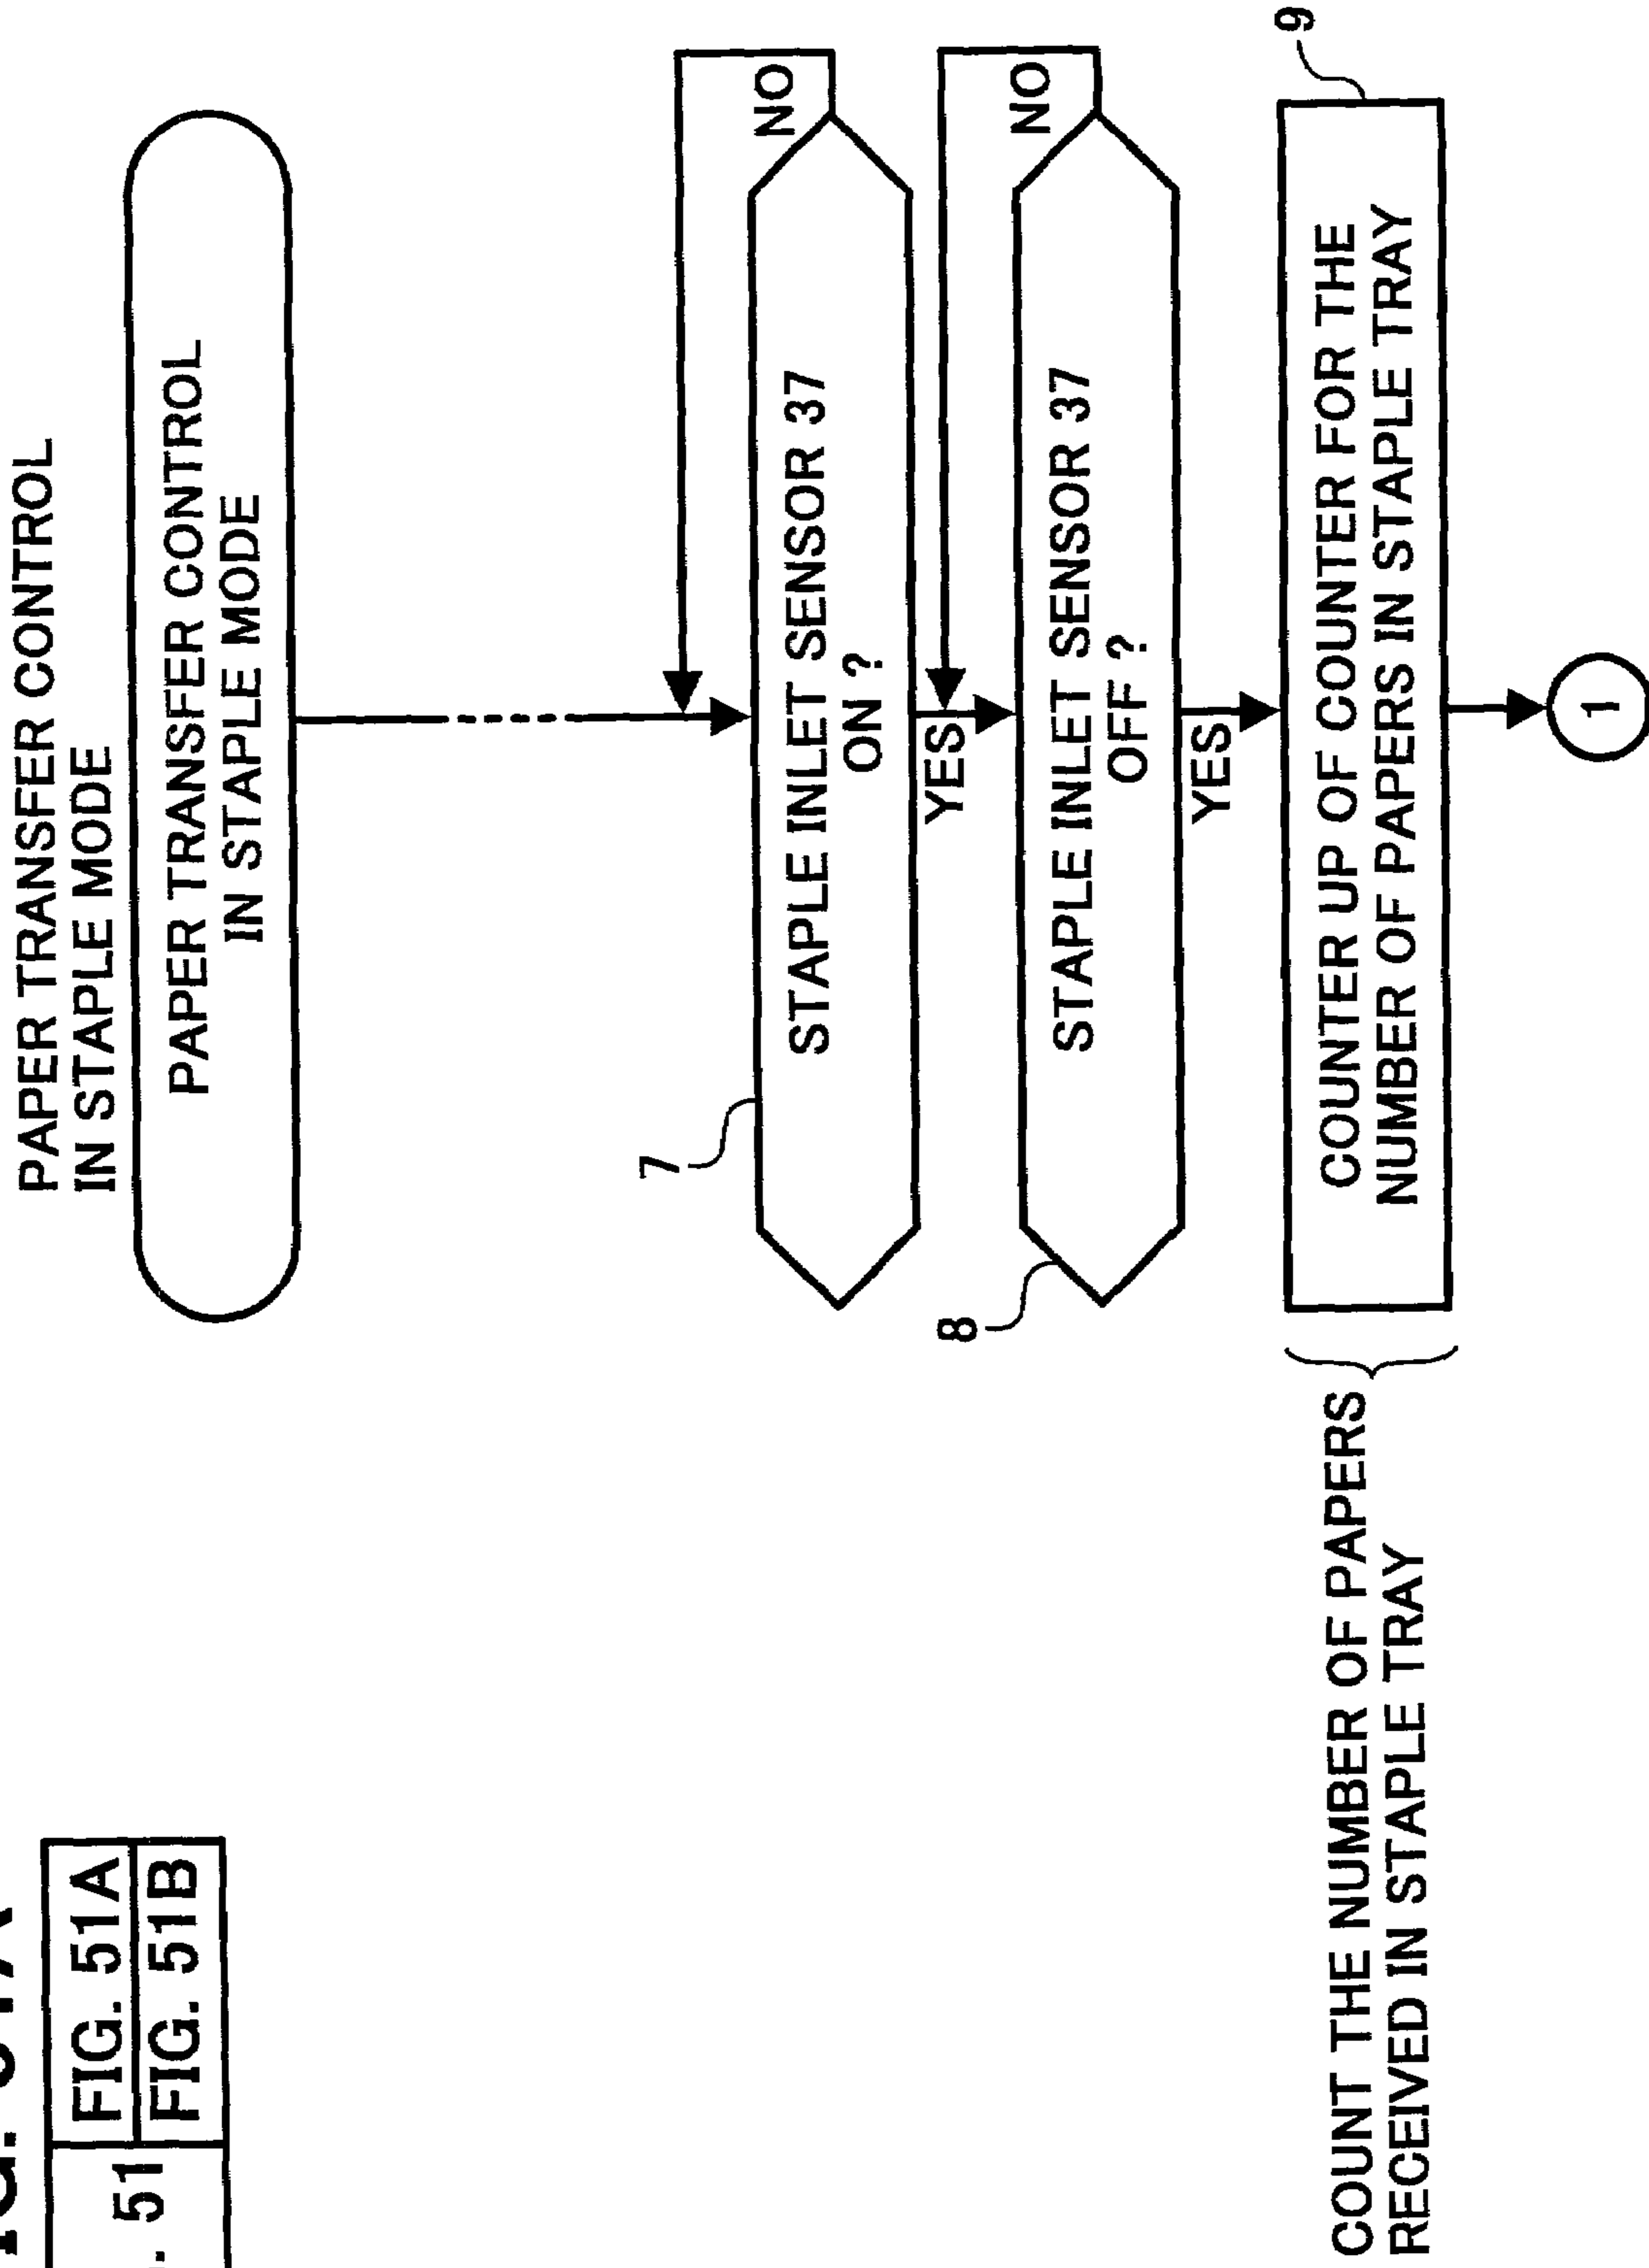 FIG. 51A
. 51
FIG. 51A
FIG. 51B
PAPER TRANSFER CONTROL
IN STAPLE MODE
PAPER TRANSFER CONTROL
IN STAPLE MODE
7
STAPLE INLET SENSOR 37
ON ?
NO
YES
8
STAPLE INLET SENSOR 37
OFF ?
NO
YES
9
COUNT THE NUMBER OF PAPERS
RECEIVED IN STAPLE TRAY
COUNTER UP OF COUNTER FOR THE
NUMBER OF PAPERS IN STAPLE TRAY
1